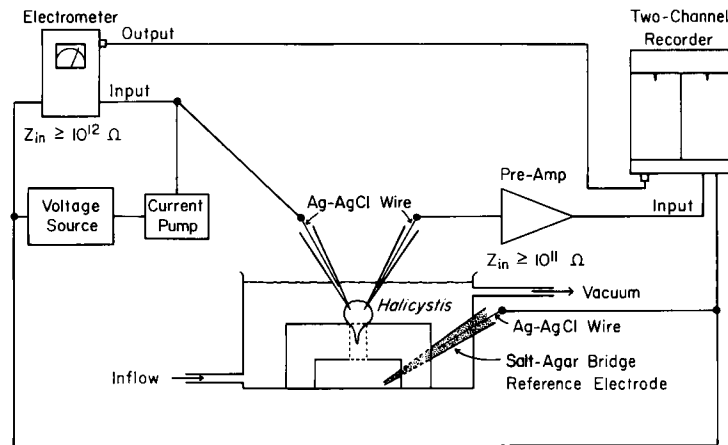 Electrometer
Output
Two-Channel
Recorder
Input
Zin ≥ 10¹² Ω
Pre-Amp
Ag-AgCl Wire
Voltage
Source
Current
Pump
Input
Zin ≥ 10¹¹ Ω
Halicystis
Vacuum
Ag-AgCl Wire
Salt-Agar Bridge
Reference Electrode
Inflow